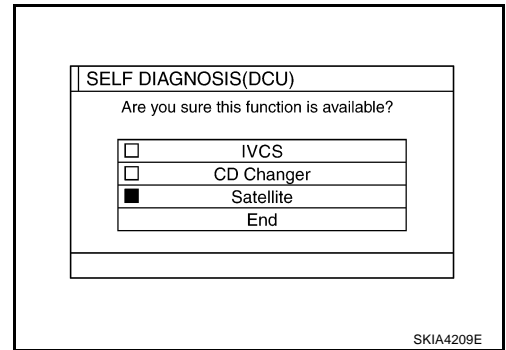 SELF DIAGNOSIS(DCU)
Are you sure this function is available?
IVCS
CD Changer
Satellite
End
SKIA4209E